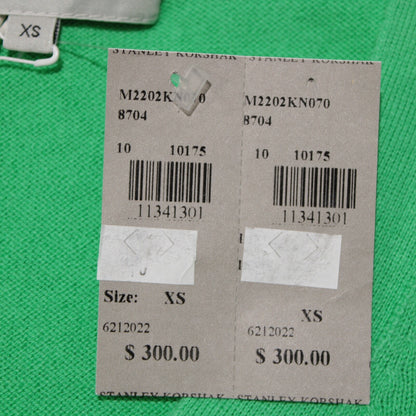 XS
STANLEY KORSHAK
M2202KN070
8704
10 10175
11341301
Size: XS
6212022
$ 300.00
STANLEY KORSHAK
STANLEY KORSHAK
M2202KN070
8704
10 10175
11341301
XS
6212022
$ 300.00
STANLEY KORSHAK